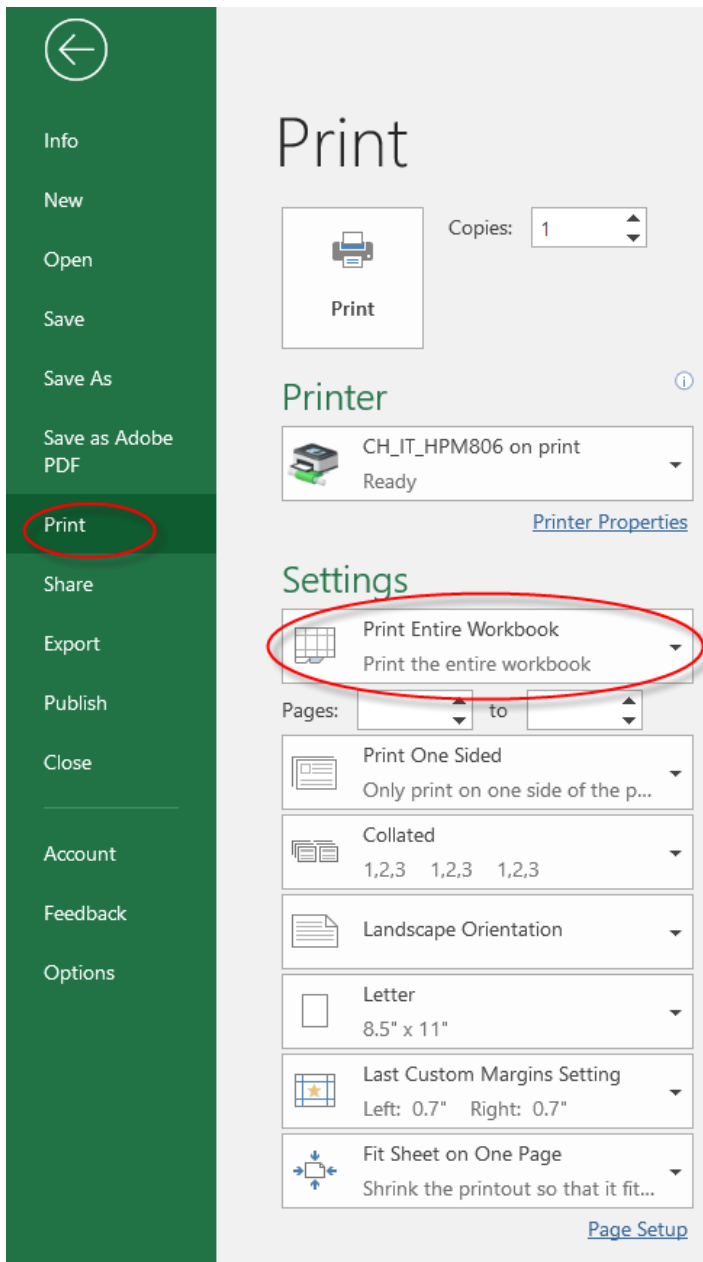 Info
New
Open
Save
Save As
Save as Adobe
PDF
Print
Share
Export
Publish
Close
Account
Feedback
Options
Print
Copies: 1
Print
Printer
CH_IT_HPM806 on print
Ready
Printer Properties
Settings
Print Entire Workbook
Print the entire workbook
Pages: to
Print One Sided
Only print on one side of the p...
Collated
1,2,3 1,2,3 1,2,3
Landscape Orientation
Letter
8.5" x 11"
Last Custom Margins Setting
Left: 0.7" Right: 0.7"
Fit Sheet on One Page
Shrink the printout so that it fit...
Page Setup